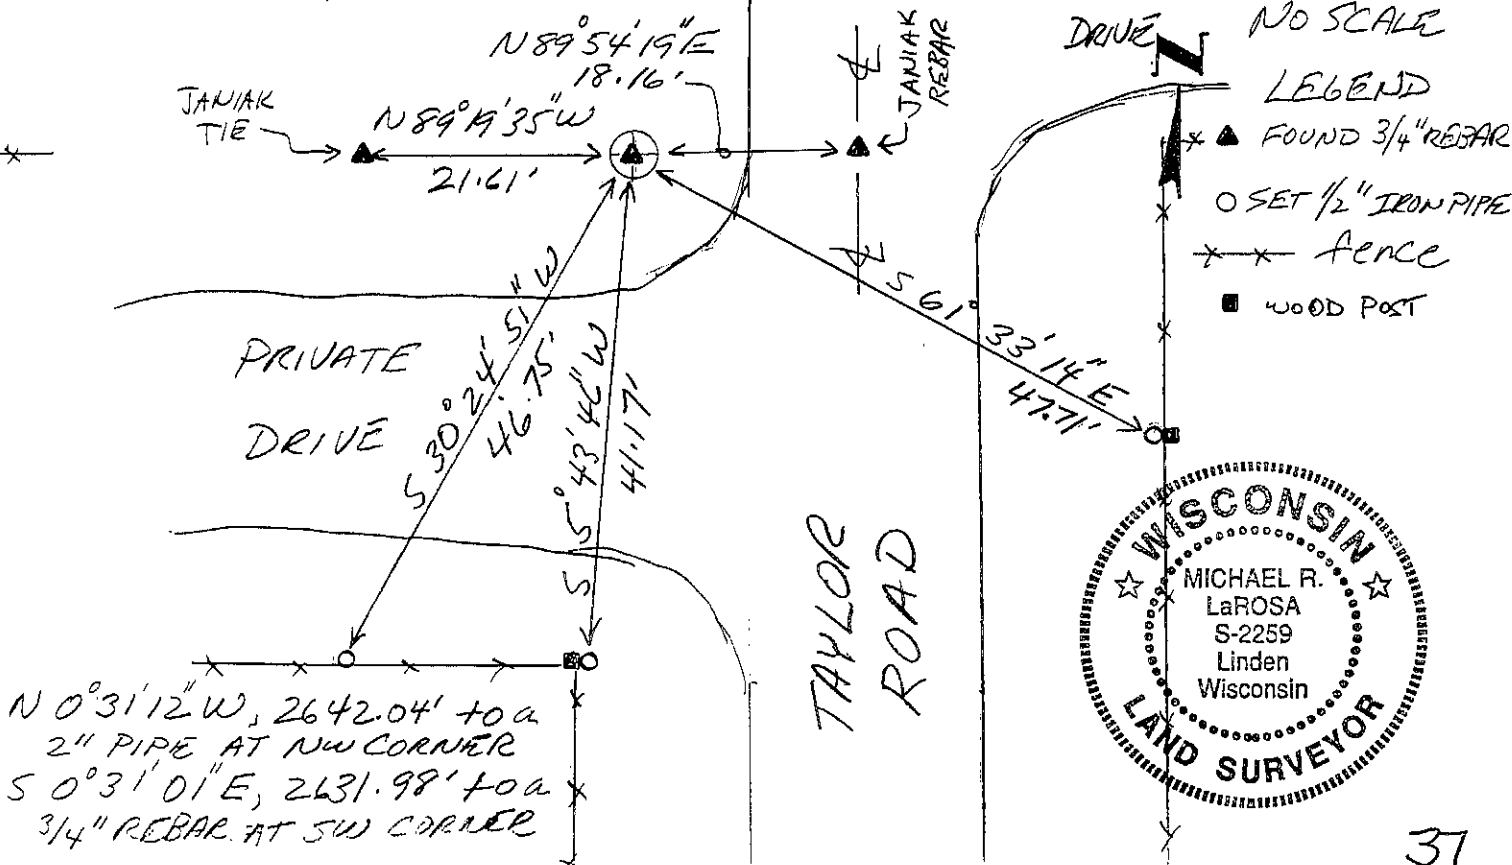 DRIVE
NO SCALE
N
N 89°54'19"E
18.16'
JANIAK
REBAR
JANIAK
TIE
N 89°19'35"W
21.61'
LEGEND
FOUND 3/4" REBAR
SET 1/2" IRON PIPE
fence
WOOD POST
S 30°24'51" W
46.75'
S 5°43'46" W
41.17'
S 61°33'14" E
47.71'
PRIVATE
DRIVE
TAYLOR
ROAD
WISCONSIN
MICHAEL R.
LaROSA
S-2259
Linden
Wisconsin
LAND SURVEYOR
N 0°31'12"W, 2642.04' to a
2" PIPE AT NW CORNER
S 0°31'01"E, 2631.98' to a
3/4" REBAR AT SW CORNER
37